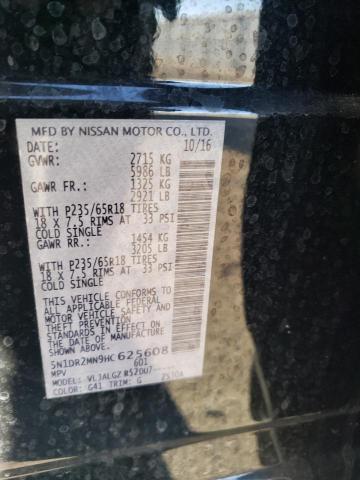 MFD BY NISSAN MOTOR CO., LTD.
DATE: 10/16
GVWR: 2715 KG
5986 LB
GAWR FR: 1325 KG
2921 LB
WITH P235/65R18 TIRES
18 X 7.5 RIMS AT 33 PSI
COLD SINGLE
GAWR RR: 1454 KG
3205 LB
WITH P235/65R18 TIRES
18 X 7.5 RIMS AT 33 PSI
COLD SINGLE
THIS VEHICLE CONFORMS TO
ALL APPLICABLE FEDERAL
MOTOR VEHICLE SAFETY AND
THEFT PREVENTION
STANDARDS IN EFFECT ON
THE DATE OF MANUFACTURE
SHOWN ABOVE.
5N1DR2MN9HC625608
MPV 601
MODEL:
COLOR: G41 TRIM: G